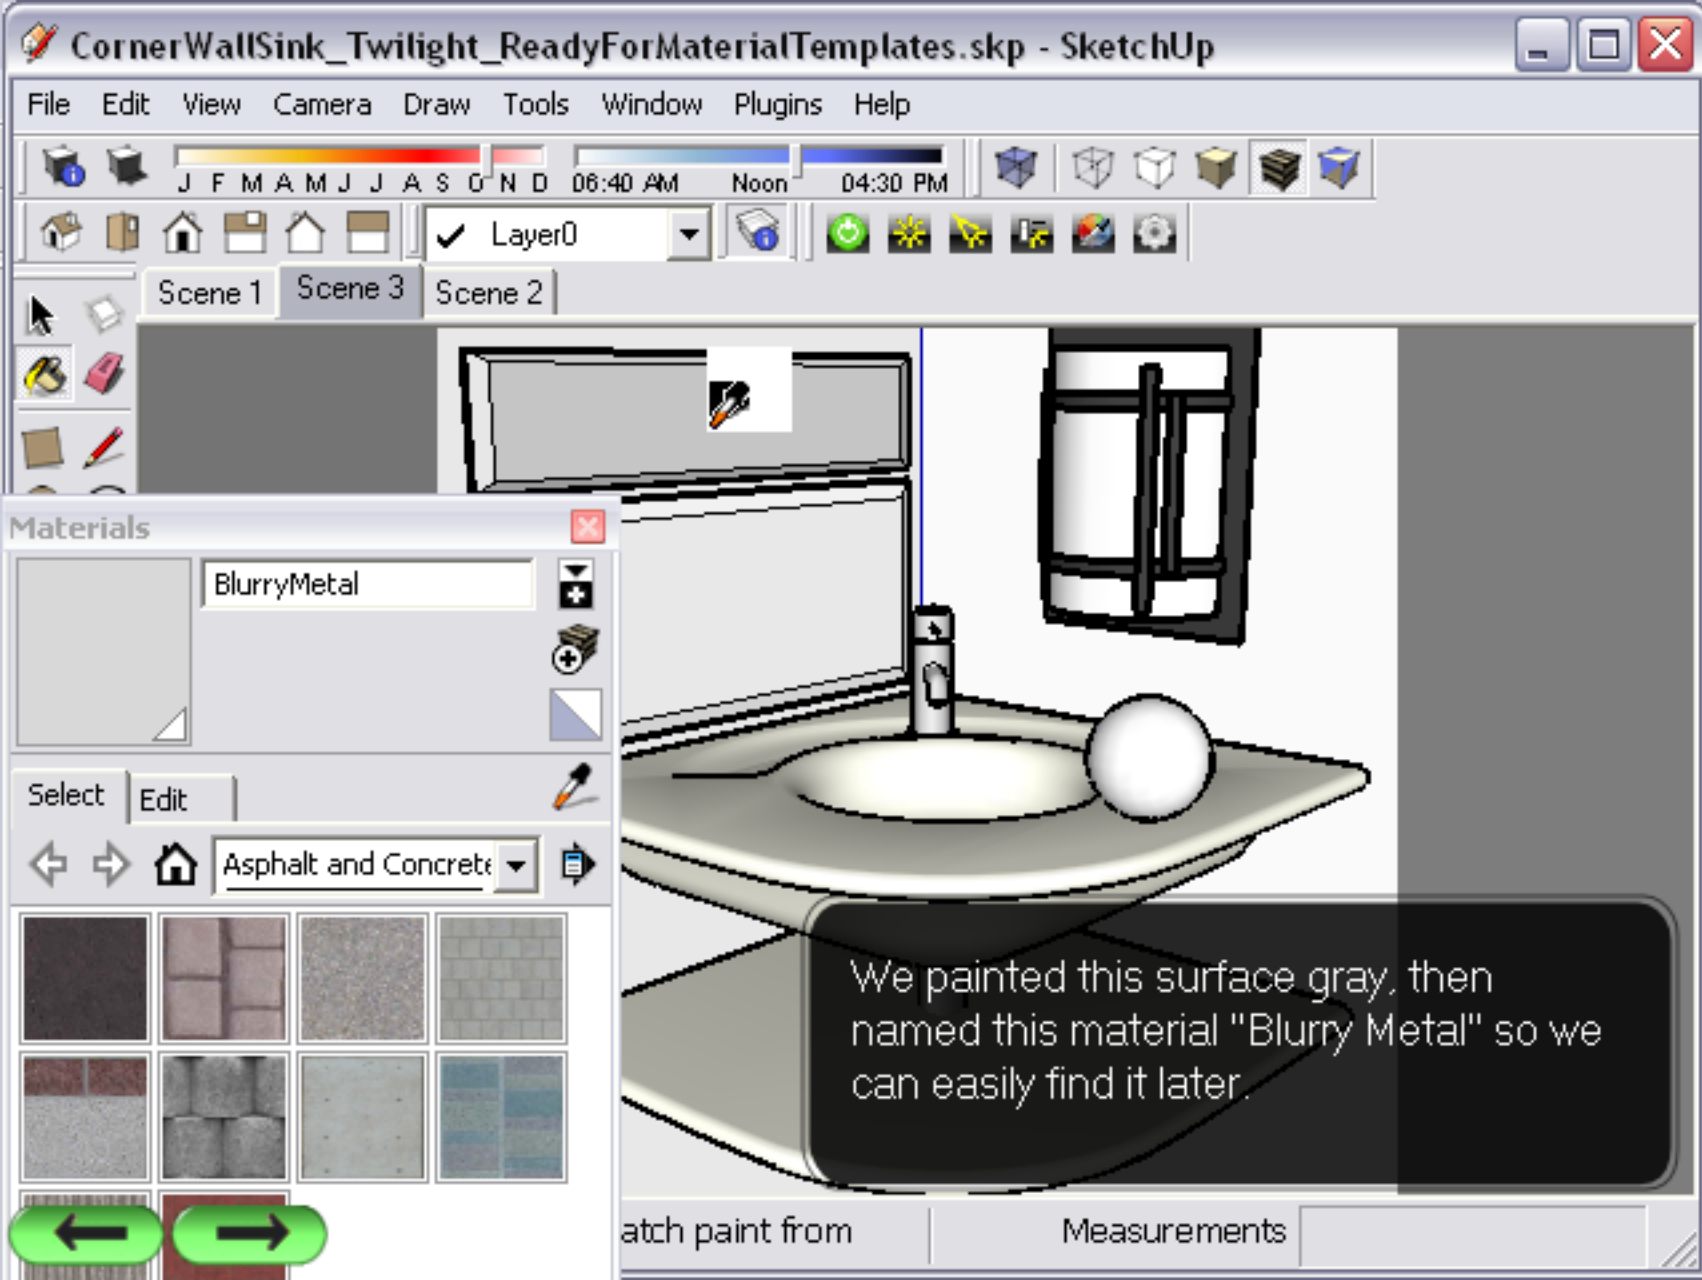 CornerWallSink_Twilight_ReadyForMaterialTemplates.skp - SketchUp
File Edit View Camera Draw Tools Window Plugins Help
J F M A M J J A S O N D 06:40 AM Noon 04:30 PM
Layer0
Scene 1 Scene 3 Scene 2
Materials
BlurryMetal
Select Edit
Asphalt and Concrete
We painted this surface gray, then
named this material "Blurry Metal" so we
can easily find it later.
atch paint from Measurements